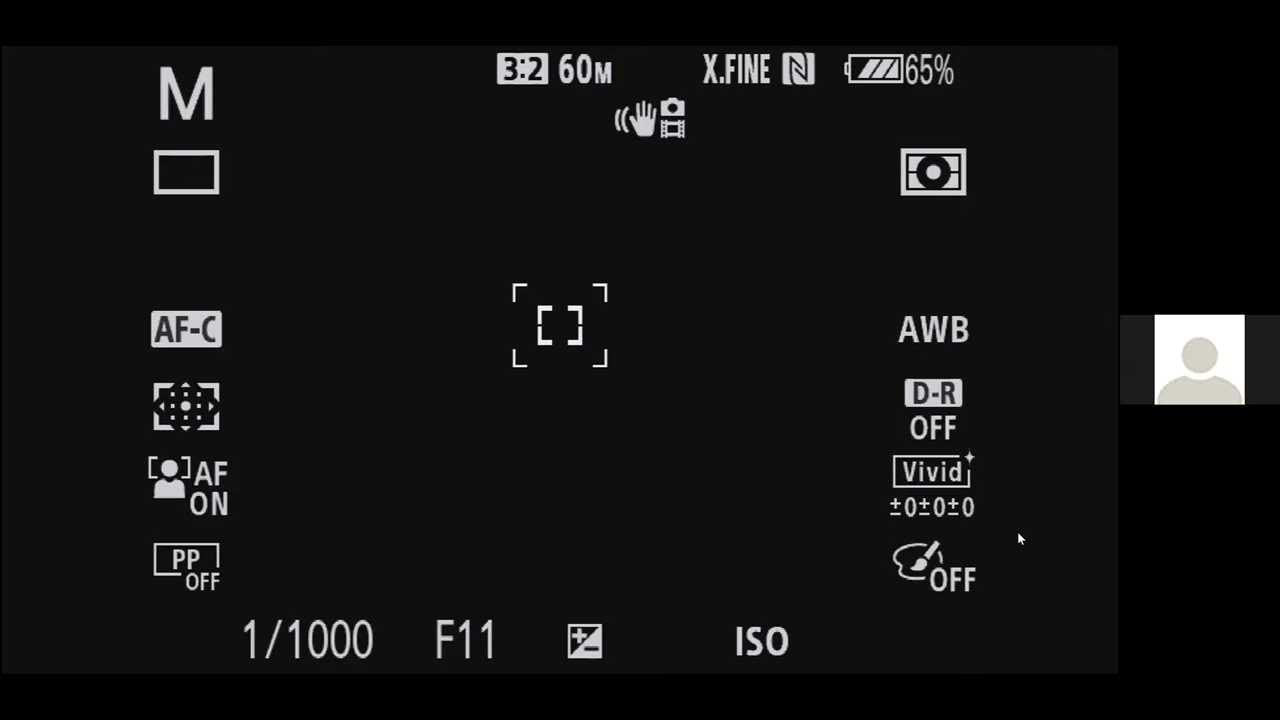 M 3:2 60M X.FINE N 65%
AF-C AWB
D-R
OFF
AF
ON
Vivid
±0±0±0
PP
OFF
OFF
1/1000 F11 ISO